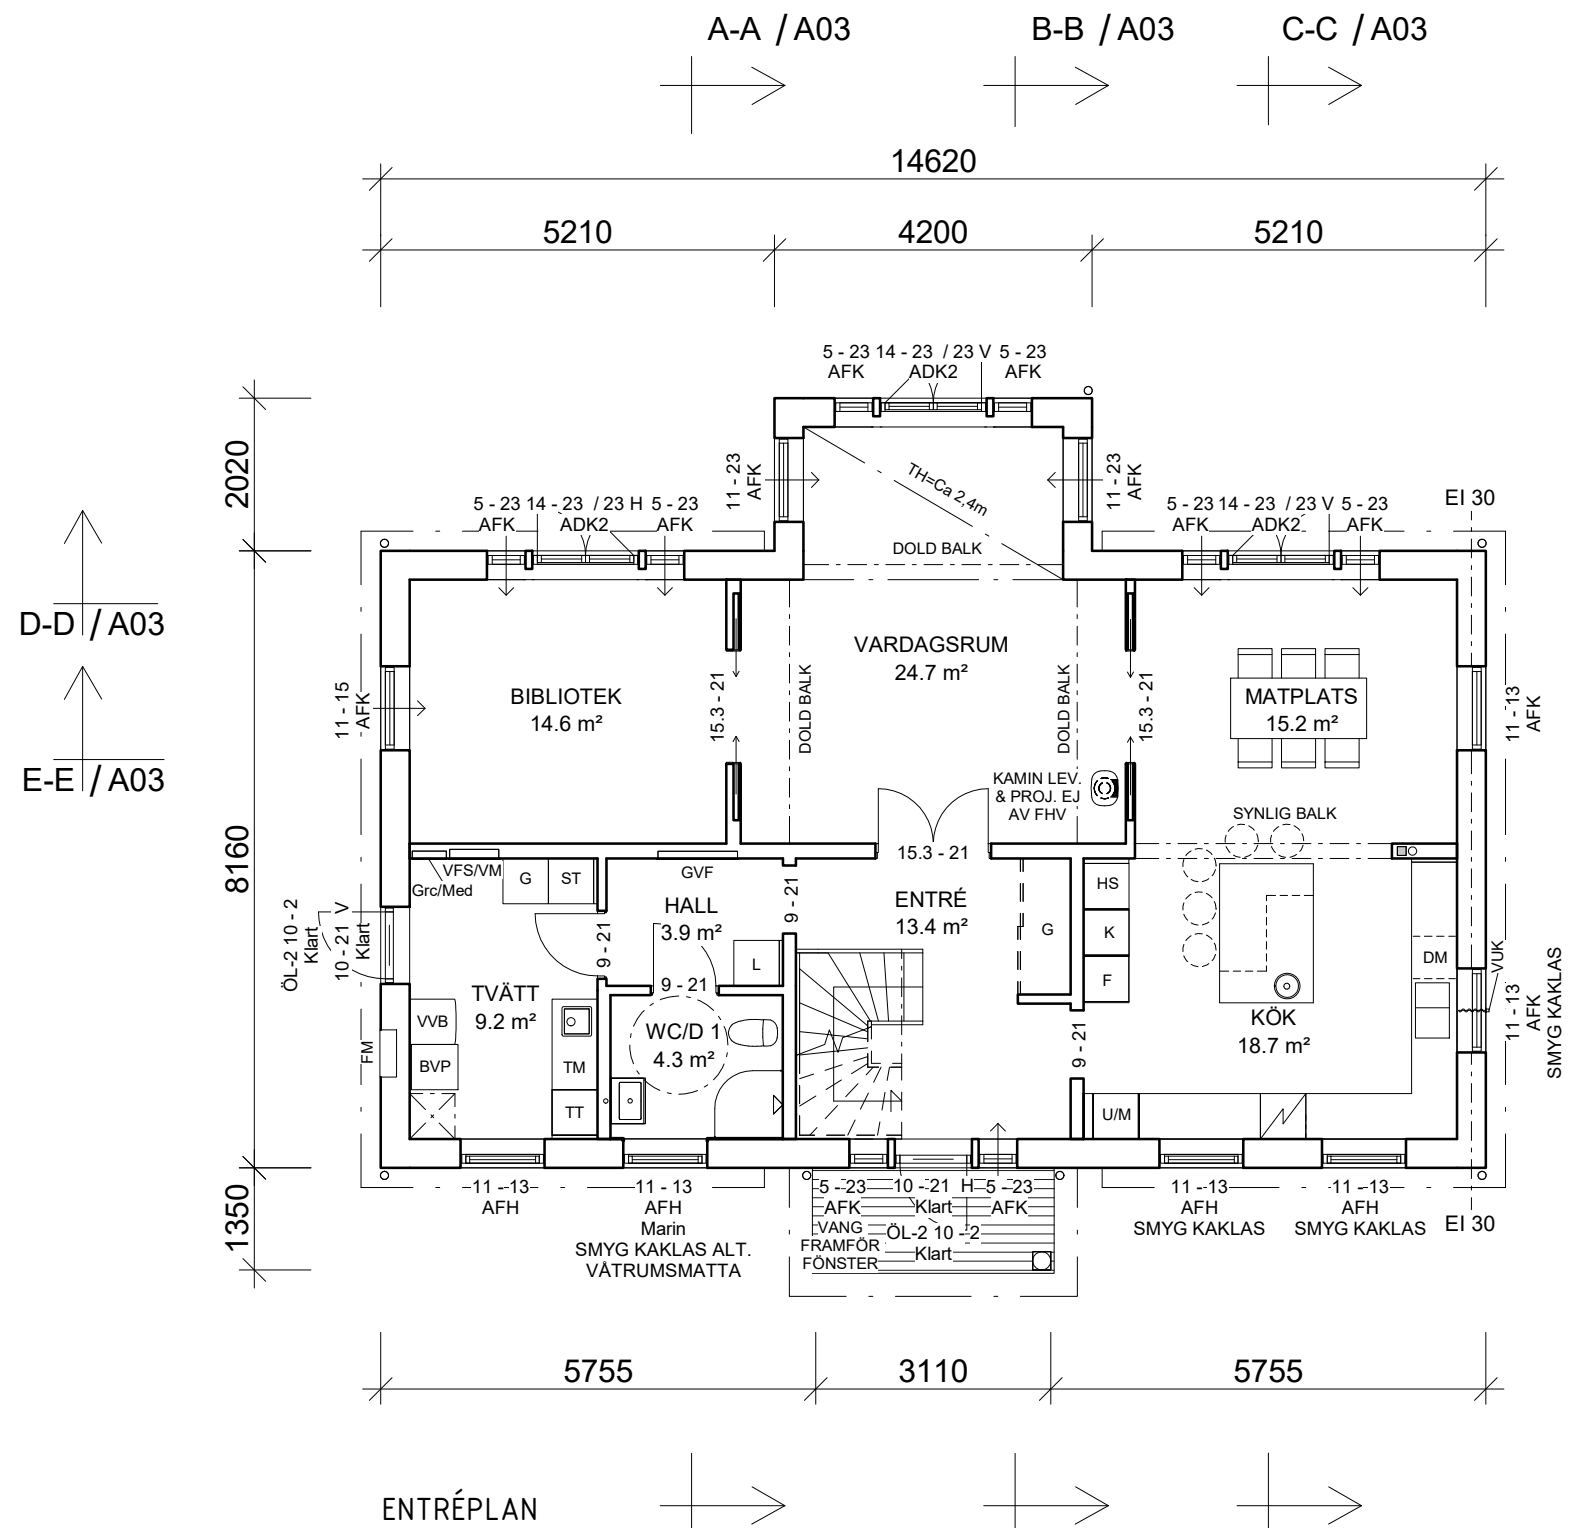 A-A / A03
B-B / A03
C-C / A03
14620
5210
4200
5210
5 - 23 14 - 23 / 23 V 5 - 23
AFK ADK2 AFK
2020
11 - 23
AFK
TH=Ca 2,4m
11 - 23
AFK
5 - 23 14 - 23 / 23 H 5 - 23
AFK ADK2 AFK
5 - 23 14 - 23 / 23 V 5 - 23
AFK ADK2 AFK
EI 30
DOLD BALK
D-D / A03
E-E / A03
VARDAGSRUM
24.7 m²
BIBLIOTEK
14.6 m²
MATPLATS
15.2 m²
11 - 15
AFK
15.3 - 21
DOLD BALK
DOLD BALK
15.3 - 21
11 - 13
AFK
KAMIN LEV.
& PROJ. EJ
AV FHV
SYNLIG BALK
8160
15.3 - 21
VFS/VM
Grc/Med
G
ST
GVF
HALL
3.9 m²
9 - 21
ENTRÉ
13.4 m²
G
HS
K
F
DM
VUK
ÖL-2 10 - 2
Klart
10 - 21 V
Klart
9 - 21
L
9 - 21
TVÄTT
9.2 m²
VVB
BVP
FM
TM
TT
WC/D 1
4.3 m²
9 - 21
KÖK
18.7 m²
11 - 13
AFK
SMYG KAKLAS
U/M
1350
11 - 13
AFH
11 - 13
AFH
Marin
SMYG KAKLAS ALT.
VÅTRUMSMATTA
5 - 23 10 - 21 H 5 - 23
AFK Klart AFK
VANG
FRAMFÖR
FÖNSTER
ÖL-2 10 - 2
Klart
11 - 13
AFH
SMYG KAKLAS
11 - 13
AFH
SMYG KAKLAS
EI 30
5755
3110
5755
ENTRÉPLAN